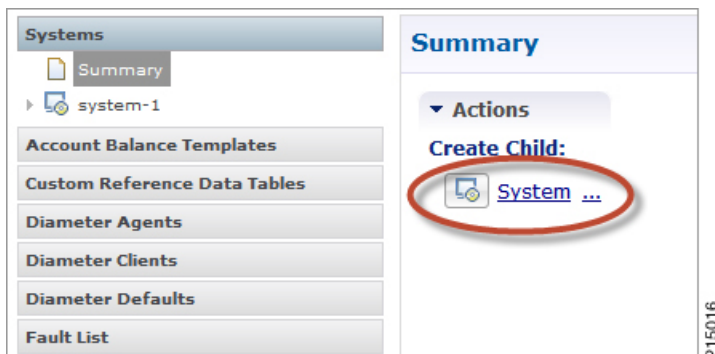 Systems
Summary
system-1
Account Balance Templates
Custom Reference Data Tables
Diameter Agents
Diameter Clients
Diameter Defaults
Fault List
Summary
Actions
Create Child:
System ...
215016